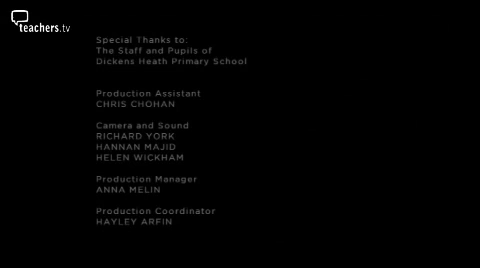 teachers.tv
Special Thanks to:
The Staff and Pupils of
Dickens Heath Primary School
Production Assistant
CHRIS CHOHAN
Camera and Sound
RICHARD YORK
HANNAN MAJID
HELEN WICKHAM
Production Manager
ANNA MELIN
Production Coordinator
HAYLEY ARFIN